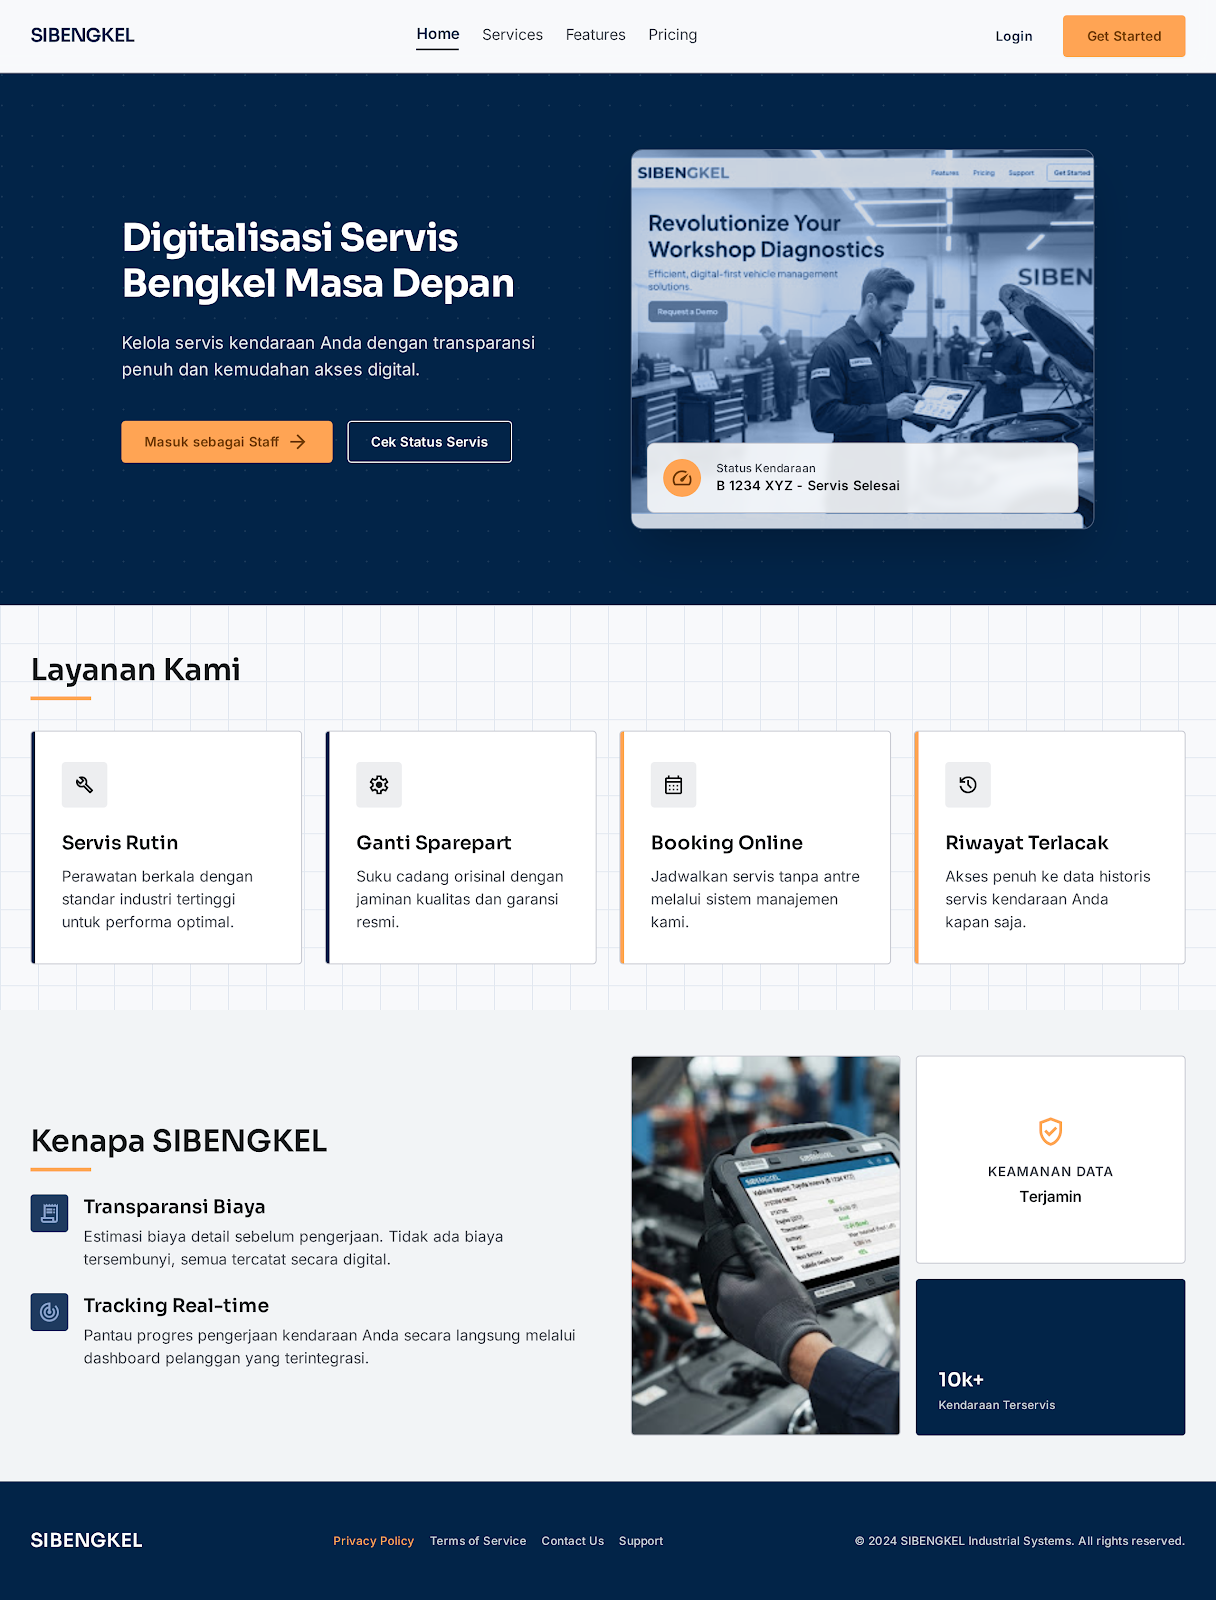 SIBENGKEL
Home Services Features Pricing
Login Get Started
Digitalisasi Servis
Bengkel Masa Depan
Kelola servis kendaraan Anda dengan transparansi
penuh dan kemudahan akses digital.
Masuk sebagai Staff
Cek Status Servis
SIBENGKEL
Features Pricing Support Get Started
Revolutionize Your
Workshop Diagnostics
Efficient, digital-first vehicle management
solutions.
Request a Demo
SIBEN
Status Kendaraan
B 1234 XYZ - Servis Selesai
Layanan Kami
Servis Rutin
Perawatan berkala dengan
standar industri tertinggi
untuk performa optimal.
Ganti Sparepart
Suku cadang orisinal dengan
jaminan kualitas dan garansi
resmi.
Booking Online
Jadwalkan servis tanpa antre
melalui sistem manajemen
kami.
Riwayat Terlacak
Akses penuh ke data historis
servis kendaraan Anda
kapan saja.
Kenapa SIBENGKEL
Transparansi Biaya
Estimasi biaya detail sebelum pengerjaan. Tidak ada biaya
tersembunyi, semua tercatat secara digital.
Tracking Real-time
Pantau progres pengerjaan kendaraan Anda secara langsung melalui
dashboard pelanggan yang terintegrasi.
SIBENGKEL
KEAMANAN DATA
Terjamin
10k+
Kendaraan Terservis
SIBENGKEL
Privacy Policy Terms of Service Contact Us Support
© 2024 SIBENGKEL Industrial Systems. All rights reserved.